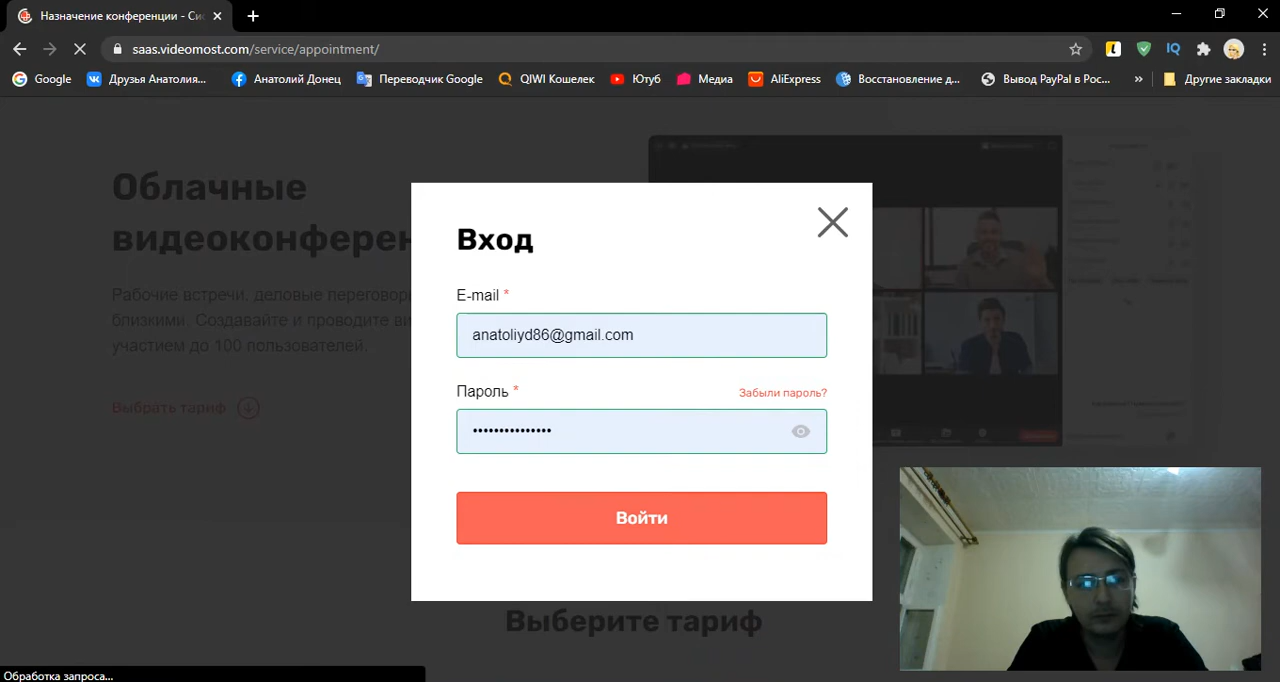 Назначение конференции - Сис
saas.videomost.com/service/appointment/
Google
Друзья Анатолия...
Анатолий Донец
Переводчик Google
QIWI Кошелек
Ютуб
Медиа
AliExpress
Восстановление д...
Вывод PayPal в Рос...
»
Другие закладки
Облачные
видеоконферен
Рабочие встречи, деловые переговоры
близкими. Создавайте и проводите ви
участием до 100 пользователей.
Выбрать тариф
Вход
E-mail *
anatoliyd86@gmail.com
Пароль *
Забыли пароль?
•••••••••••••••
Войти
Выберите тариф
Обработка запроса...